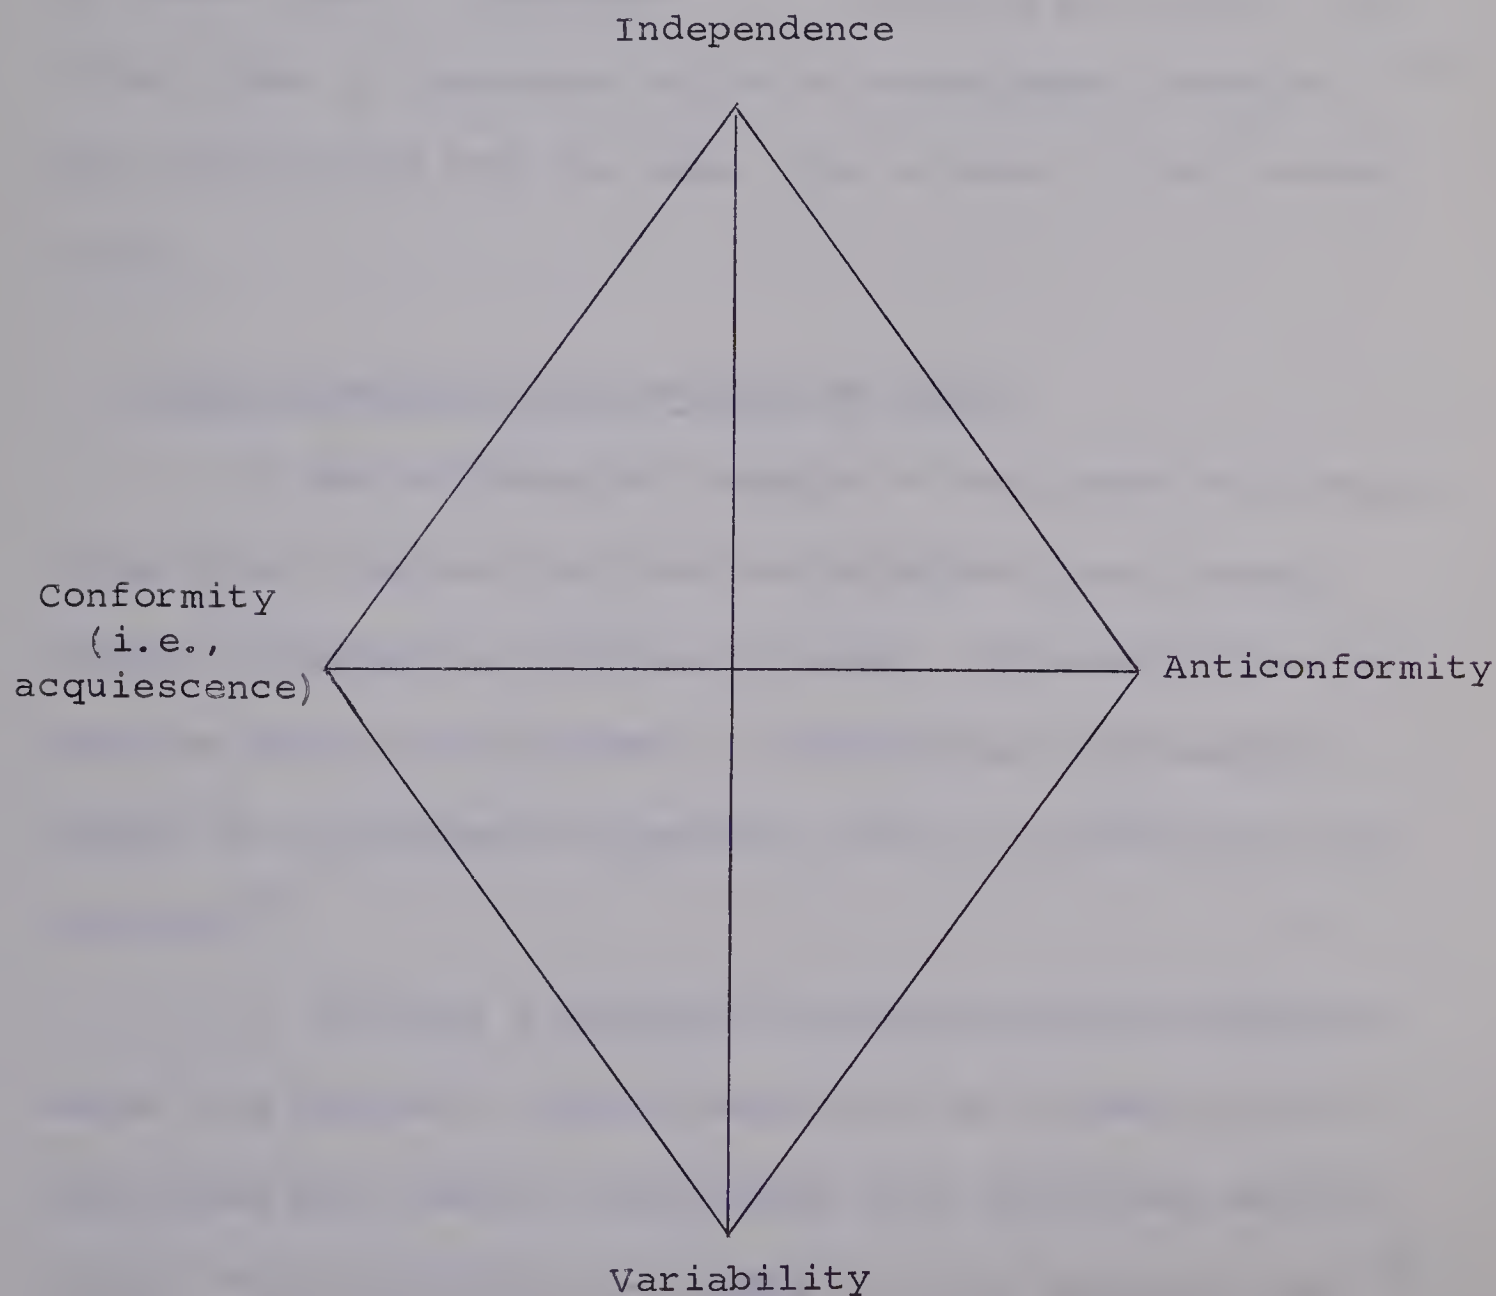 Independence
Conformity
(i.e.,
acquiescence)
Anticonformity
Variability